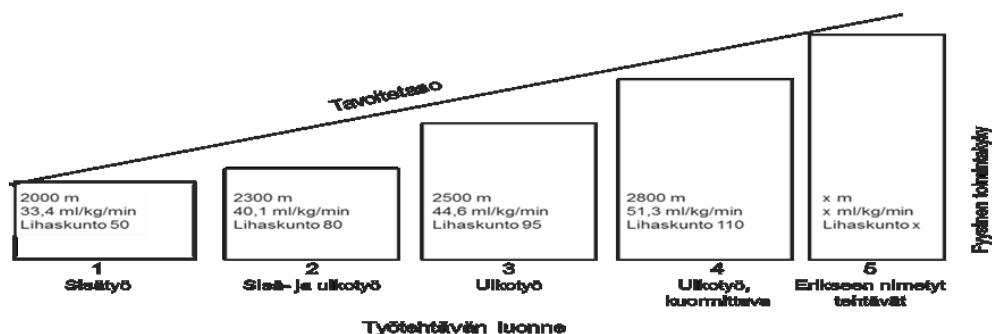 Tavoitetaso
2000 m
33,4 ml/kg/min
Lihaskunto 50
2300 m
40,1 ml/kg/min
Lihaskunto 80
2500 m
44,6 ml/kg/min
Lihaskunto 95
2800 m
51,3 ml/kg/min
Lihaskunto 110
x m
x ml/kg/min
Lihaskunto x
Fyysinen toimintakyky
1
Sisätyö
2
Sisä- ja ulkotyö
3
Ulkotyö
4
Ulkotyö,
kuormittava
5
Erikseen nimetyt
tehtävät
Työtehtävän luonne